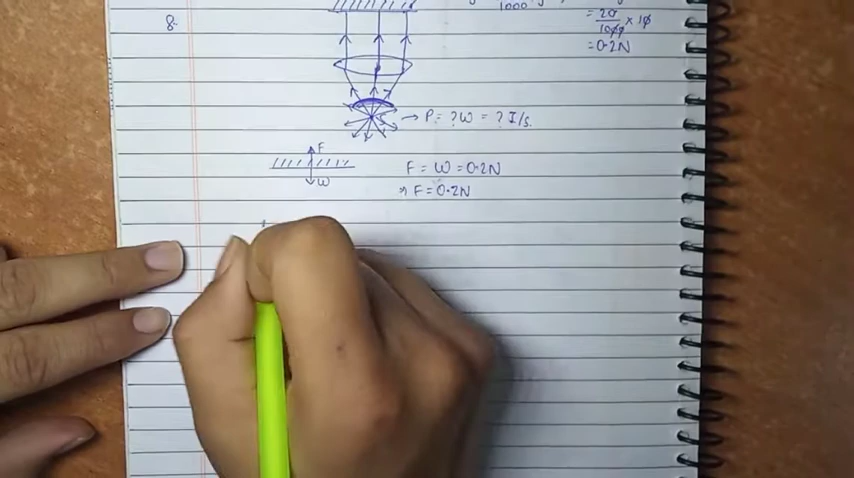 1000
= 20/1000 × 10
= 0.2N
8.
→ P = ?W = ? J/s.
F
W
F = W = 0.2N
⇒ F = 0.2N